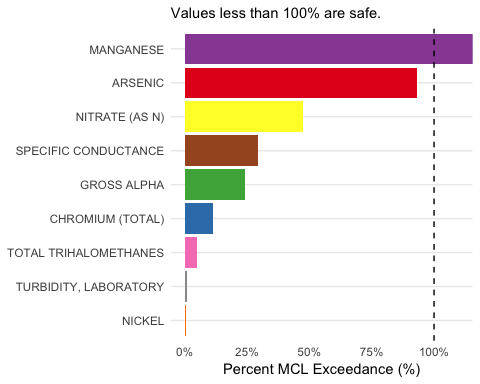 Values less than 100% are safe.
MANGANESE
ARSENIC
NITRATE (AS N)
SPECIFIC CONDUCTANCE
GROSS ALPHA
CHROMIUM (TOTAL)
TOTAL TRIHALOMETHANES
TURBIDITY, LABORATORY
NICKEL
0% 25% 50% 75% 100%
Percent MCL Exceedance (%)